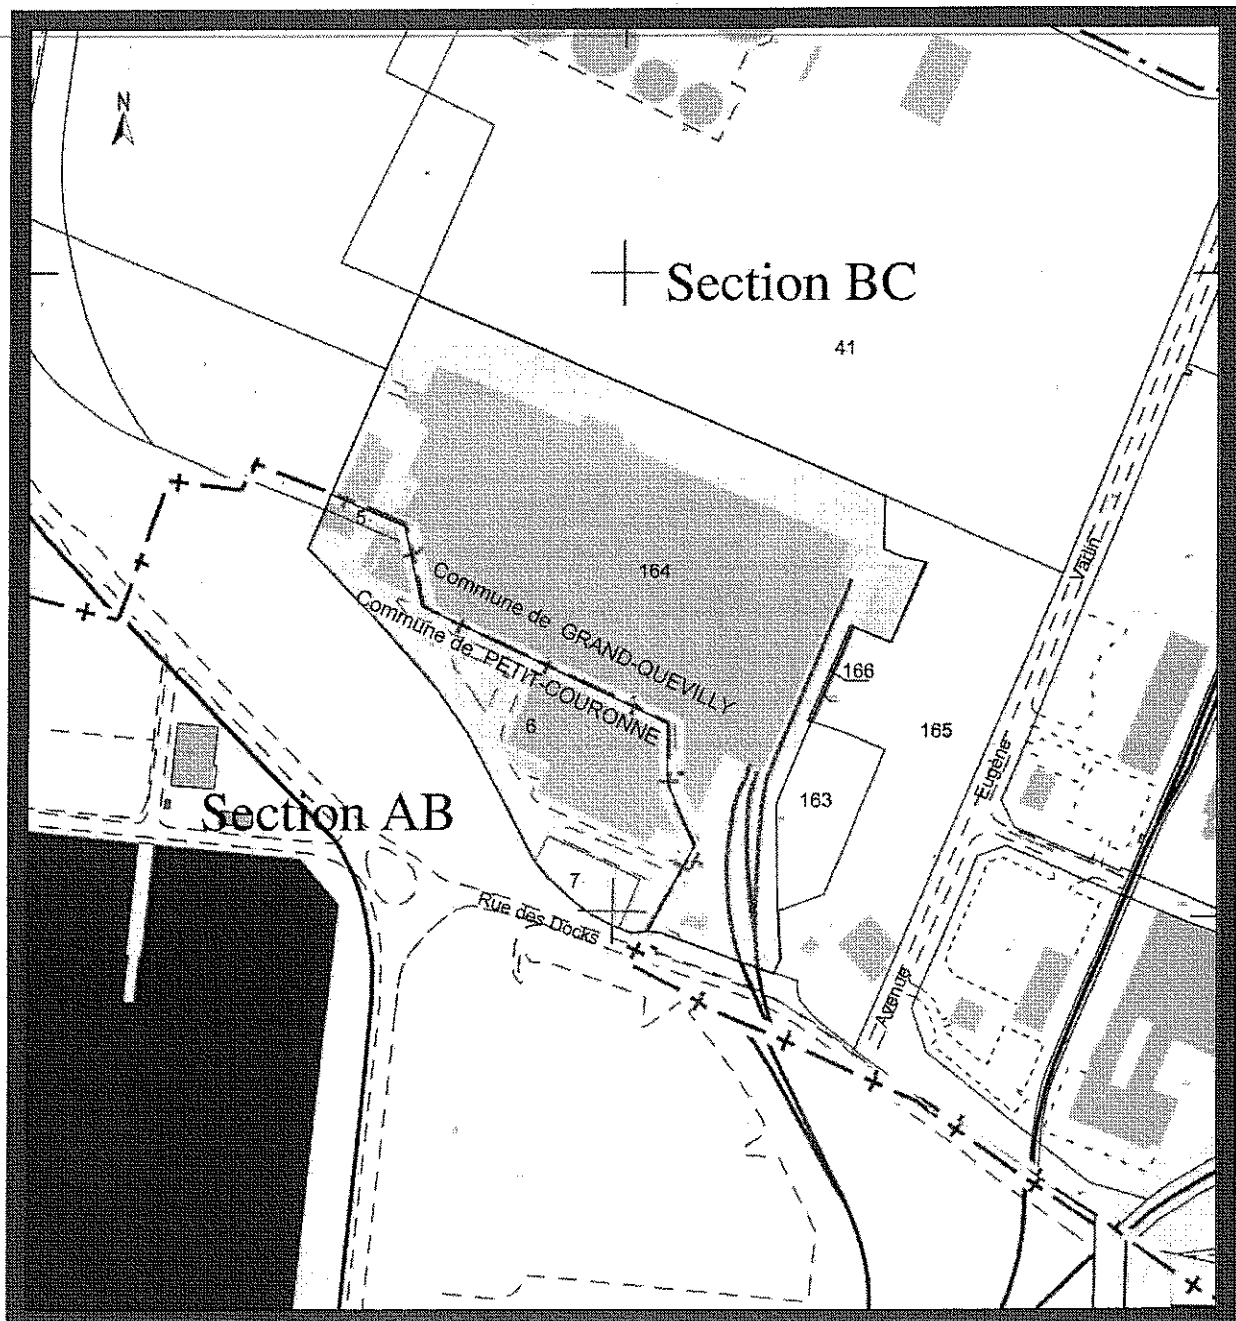 N
Section BC
41
5
164
Commune de GRAND-QUEVILLY
Commune de PETIT-COURONNE
6
166
165
163
Section AB
7
Rue des Docks
Avenue Eugène Varlin